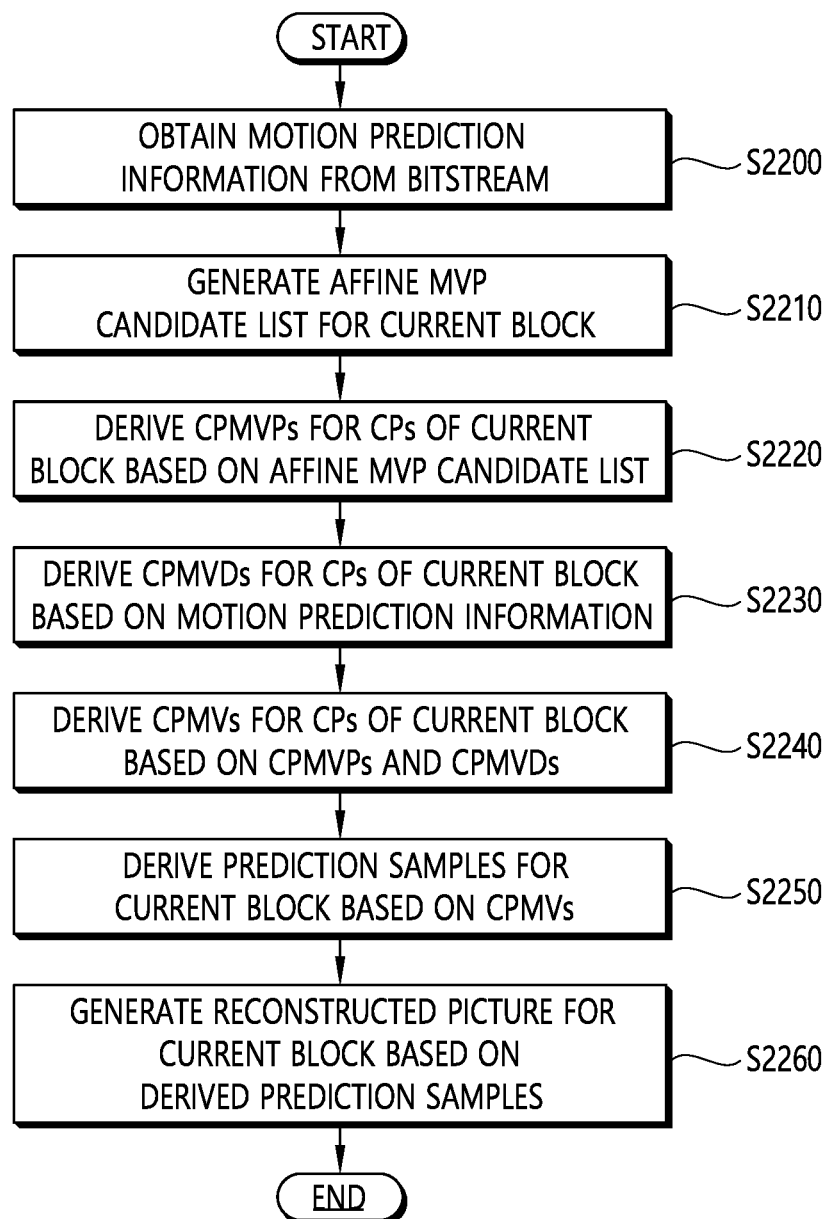 START
OBTAIN MOTION PREDICTION
INFORMATION FROM BITSTREAM
S2200
GENERATE AFFINE MVP
CANDIDATE LIST FOR CURRENT BLOCK
S2210
DERIVE CPMVPs FOR CPs OF CURRENT
BLOCK BASED ON AFFINE MVP CANDIDATE LIST
S2220
DERIVE CPMVDs FOR CPs OF CURRENT BLOCK
BASED ON MOTION PREDICTION INFORMATION
S2230
DERIVE CPMVs FOR CPs OF CURRENT BLOCK
BASED ON CPMVPs AND CPMVDs
S2240
DERIVE PREDICTION SAMPLES FOR
CURRENT BLOCK BASED ON CPMVs
S2250
GENERATE RECONSTRUCTED PICTURE FOR
CURRENT BLOCK BASED ON
DERIVED PREDICTION SAMPLES
S2260
END